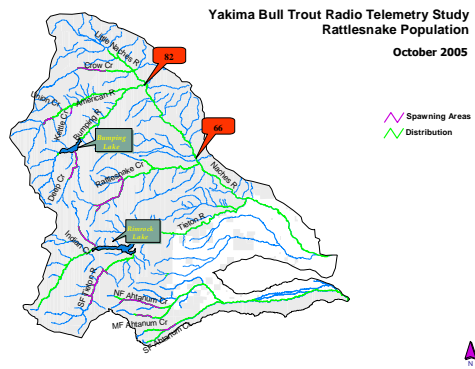 Yakima Bull Trout Radio Telemetry Study
Rattlesnake Population
October 2005
Spawning Areas
Distribution
Little Naches R
82
Crow Cr
American R
Union Cr
Kettle Cr
Bumping R
Bumping
Lake
66
Deep Cr
Rattlesnake Cr
Naches R
Tieton R
Rimrock
Lake
Indian Cr
SF Tieton R
NF Ahtanum Cr
MF Ahtanum Cr
SF Ahtanum Cr
N